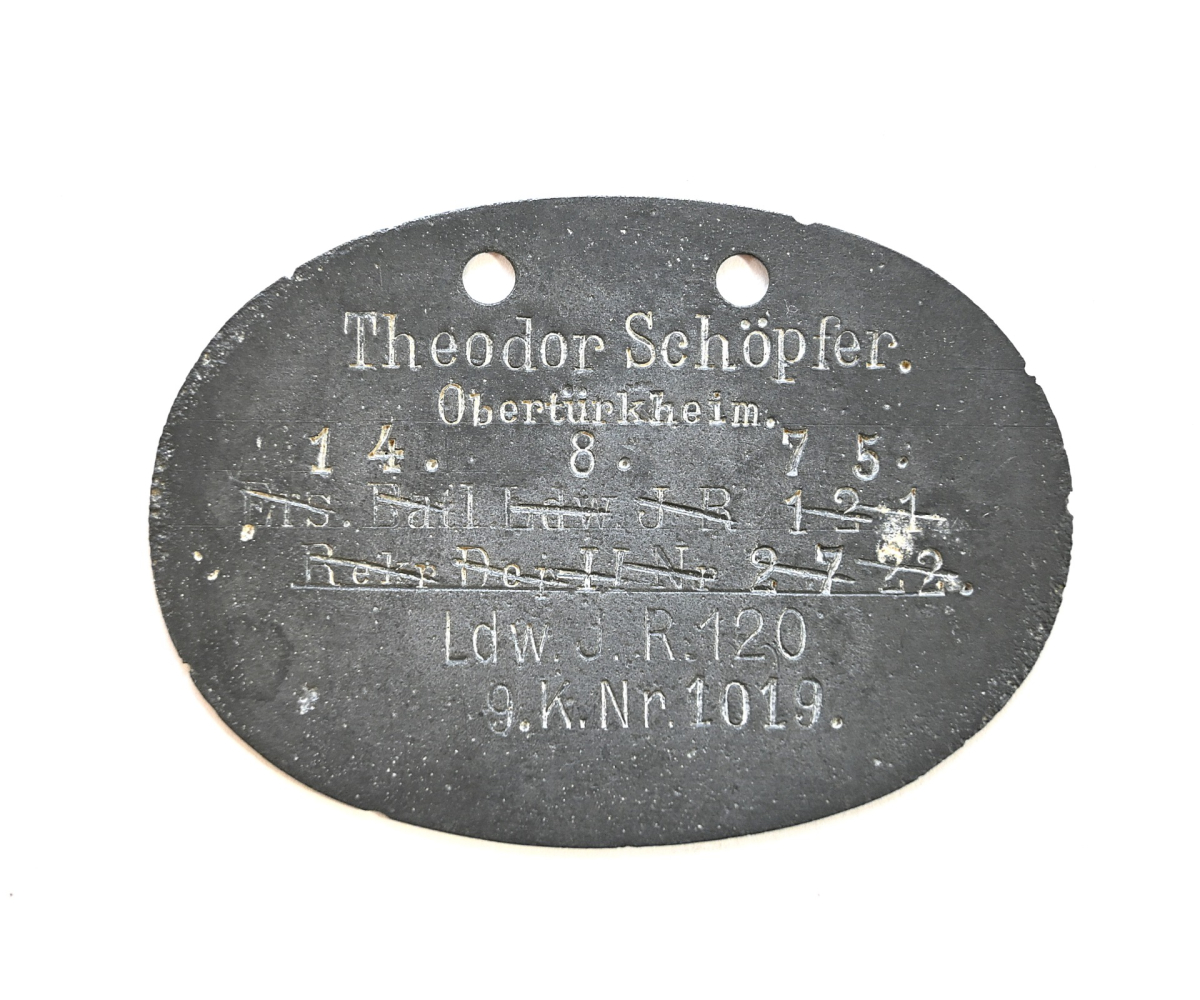 Theodor Schöpfer.
Obertürkheim.
14. 8. 75.
Ers. Batl Ldw J R 121
Rekr Dep II Nr 2722.
Ldw. J. R. 120
9. K. Nr. 1019.